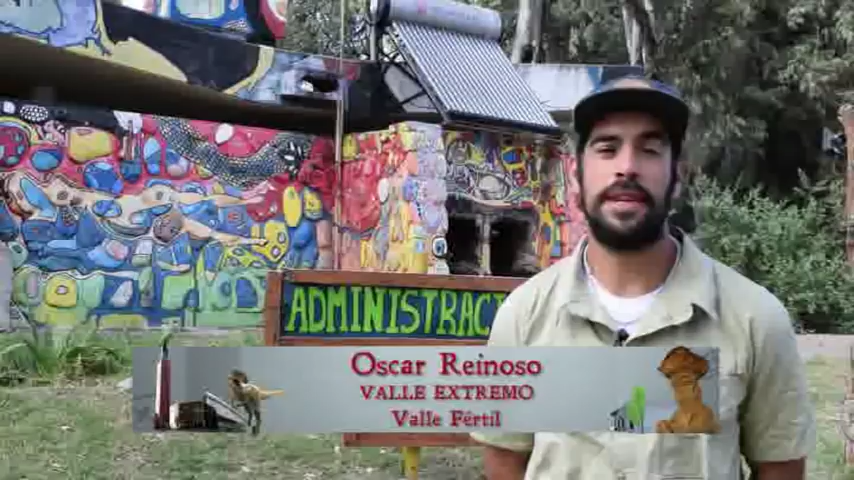 ADMINISTRAC
Oscar Reinoso
VALLE EXTREMO
Valle Fértil